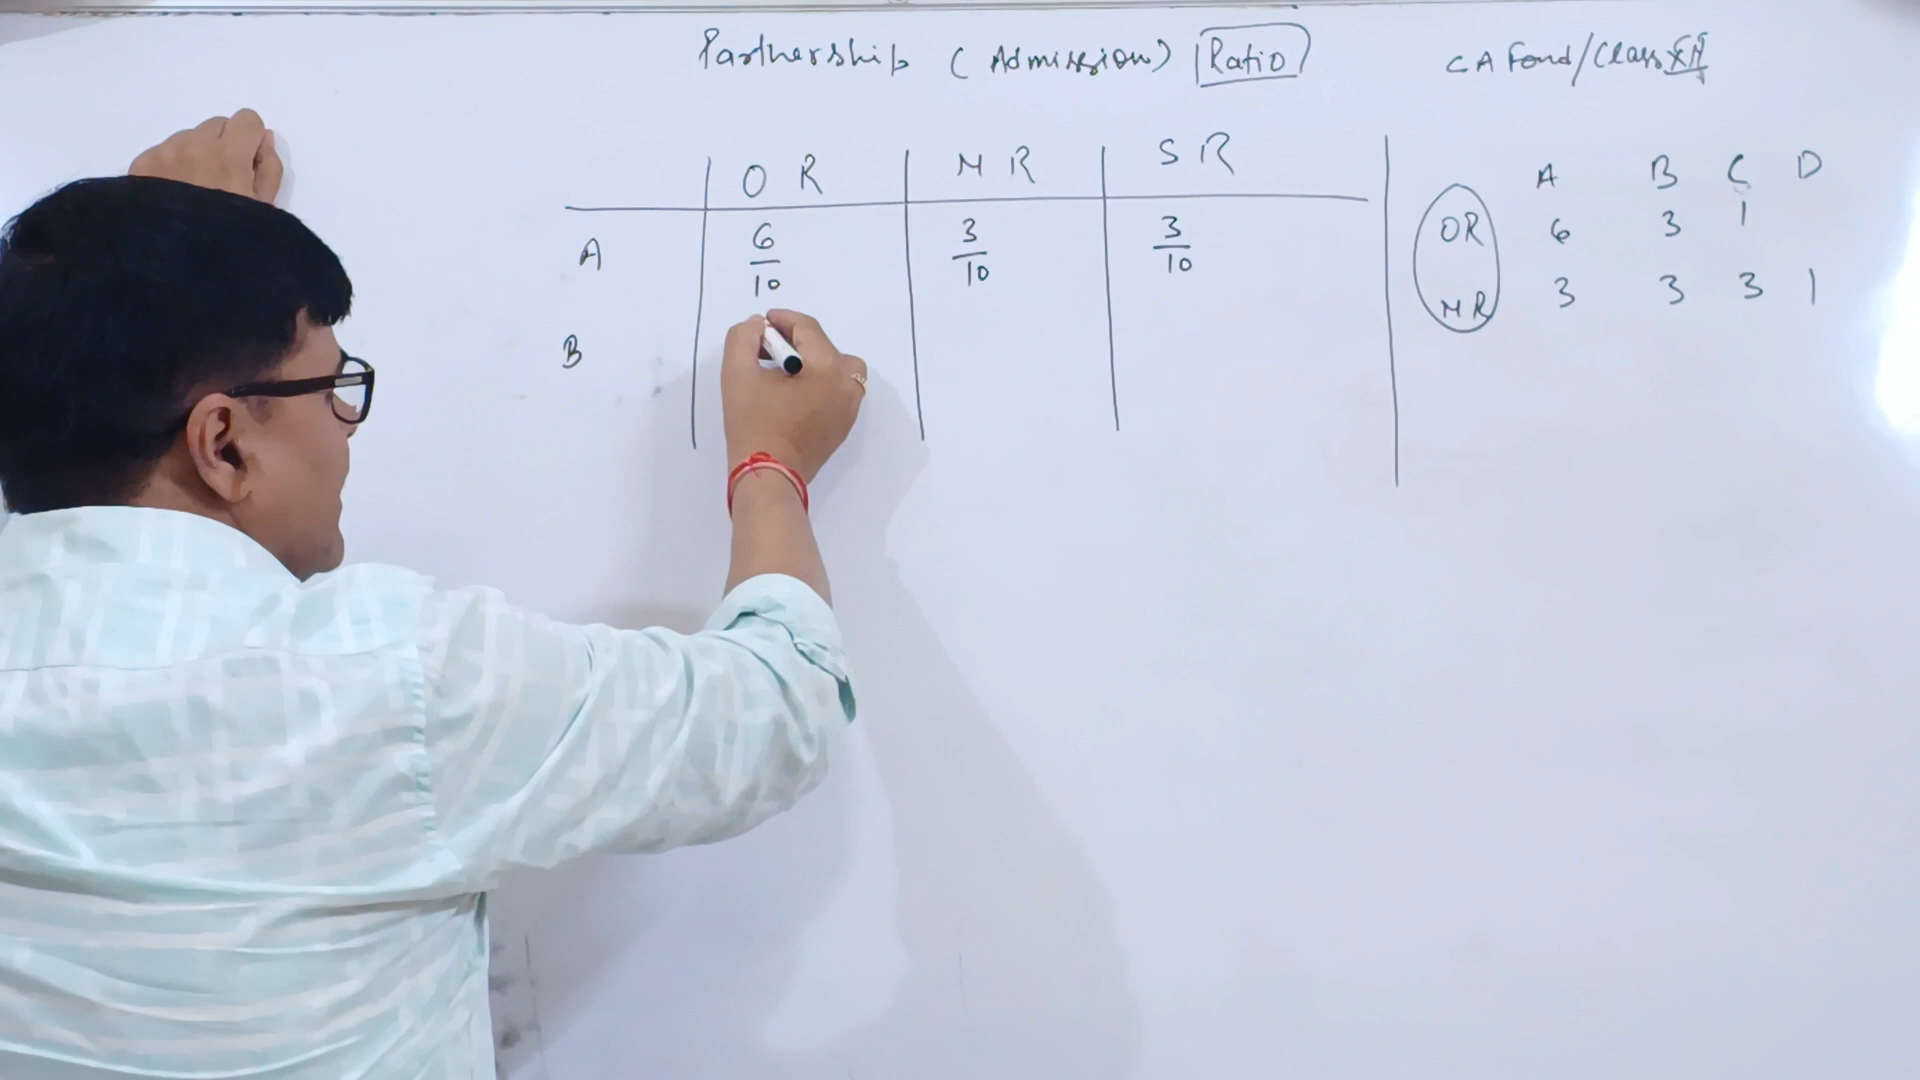 Partnership (Admission) Ratio
CA Found/Class XII
O R M R S R
A 6/10 3/10 3/10
B
A B C D
OR 6 3 1
NR 3 3 3 1